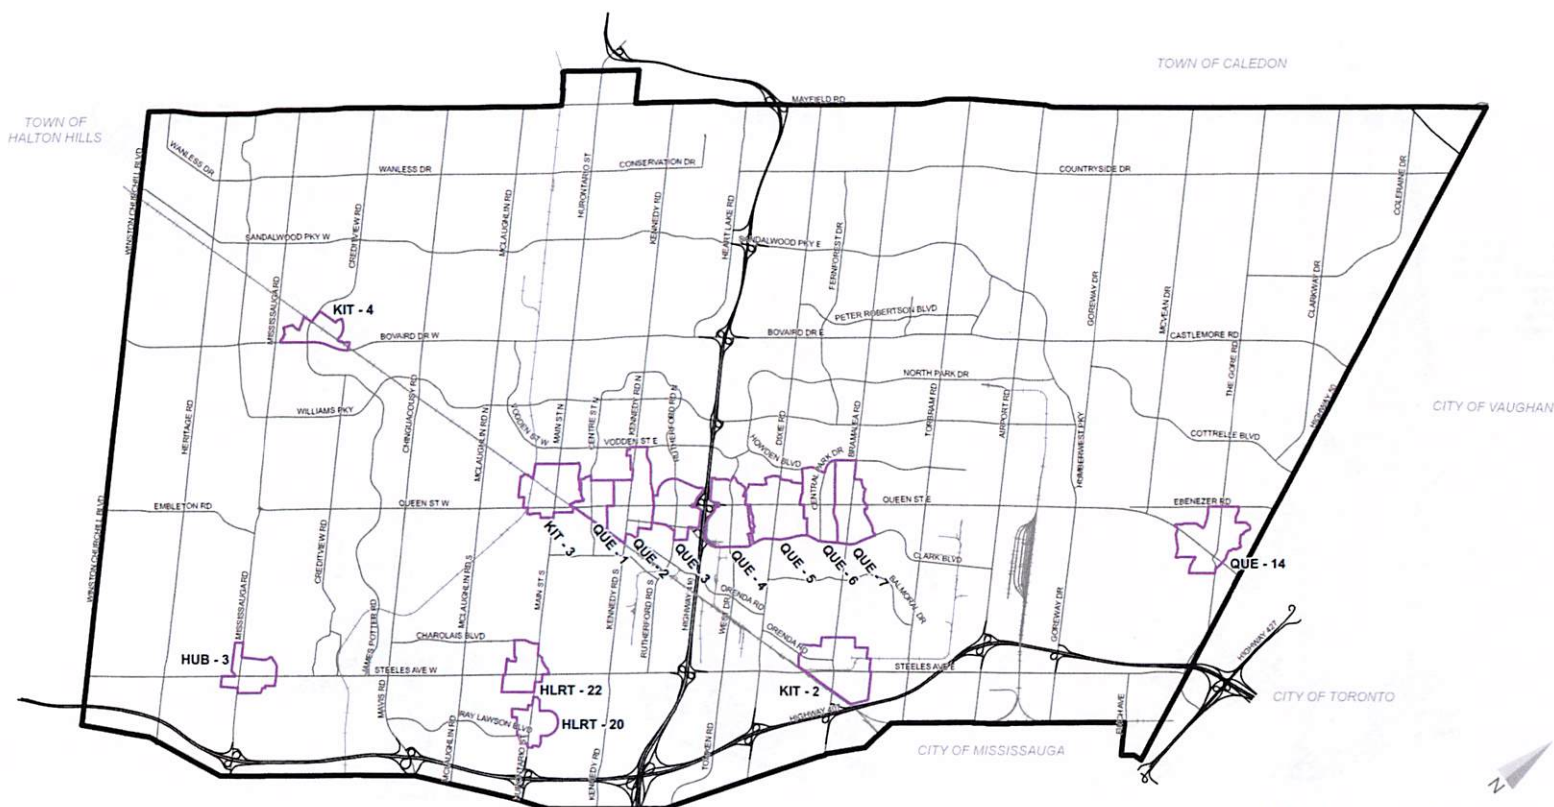 TOWN OF CALEDON
MAYFIELD RD
TOWN OF
HALTON HILLS
WANLESS DR
WANLESS DR
CONSERVATION DR
COUNTRYSIDE DR
HURONTARIO ST
WINSTON CHURCHILL BLVD
CREDITVIEW RD
MCLAUGHLIN RD
KENNEDY RD
HEART LAKE RD
COLERAINE DR
SANDALWOOD PKY W
SANDALWOOD PKY E
FERNFOREST DR
GOREWAY DR
MCVEAN DR
CLARKWAY DR
MISSISSAUGA RD
KIT - 4
BOVAIRD DR W
BOVAIRD DR E
PETER ROBERTSON BLVD
CASTLEMORE RD
THE GORE RD
NORTH PARK DR
HERITAGE RD
WILLIAMS PKY
CHINGUACOUSY RD
MCLAUGHLIN RD N
VODDEN ST W
MAIN ST N
CENTRE ST N
KENNEDY RD N
RUTHERFORD RD N
VODDEN ST E
HOWDEN BLVD
DIXIE RD
CENTRAL PARK DR
BRAMALEA RD
TORBRAM RD
AIRPORT RD
HUMBERWEST PKY
COTTRELLE BLVD
HIGHWAY 50
CITY OF VAUGHAN
WINSTON CHURCHILL BLVD
EMBLETON RD
QUEEN ST W
QUEEN ST E
EBENEZER RD
KIT - 3
QUE - 1
QUE - 2
QUE - 3
QUE - 4
QUE - 5
QUE - 6
QUE - 7
QUE - 14
CLARK BLVD
BALMORAL DR
CREDITVIEW RD
MCLAUGHLIN RD S
MAIN ST S
KENNEDY RD S
RUTHERFORD RD S
HIGHWAY 410
WEST DR
ORENDA RD
ORENDA RD
GOREWAY DR
MISSISSAUGA RD
JAMES POTTER RD
CHAROLAIS BLVD
HUB - 3
STEELES AVE W
STEELES AVE E
HLRT - 22
HLRT - 20
KIT - 2
MAVIS RD
RAY LAWSON BLVD
MCLAUGHLIN RD
HURONTARIO ST
KENNEDY RD
TOMKEN RD
FINCH AVE
HIGHWAY 427
CITY OF TORONTO
CITY OF MISSISSAUGA
N